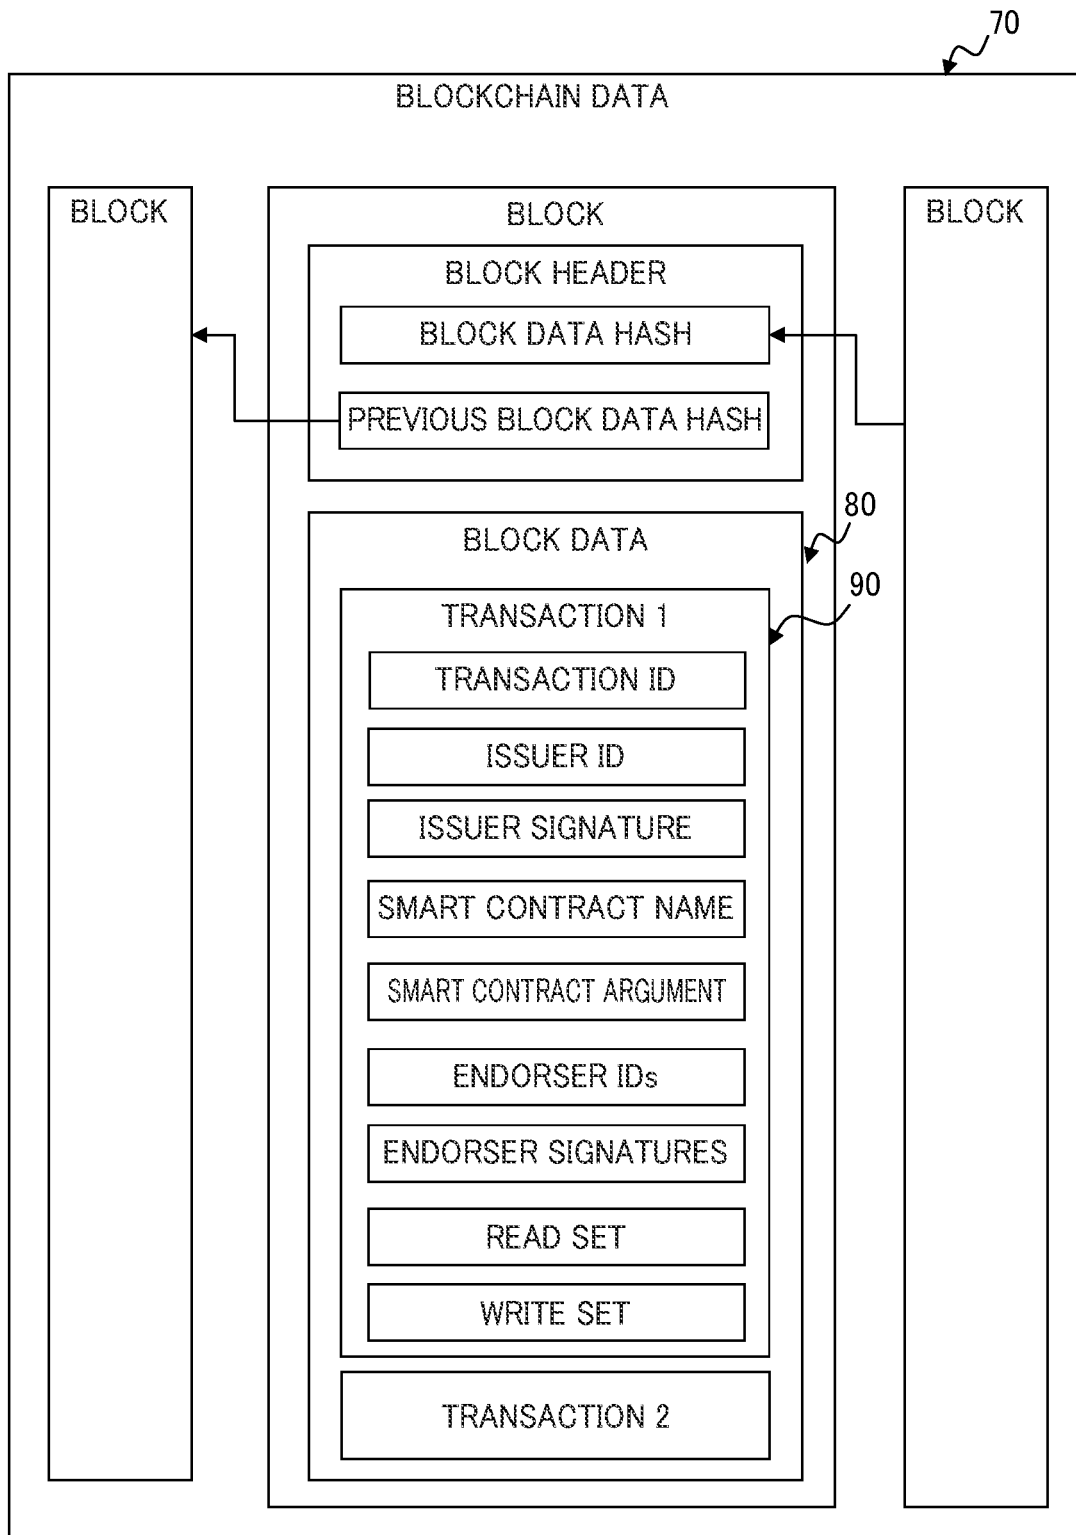 70
BLOCKCHAIN DATA
BLOCK
BLOCK
BLOCK
BLOCK HEADER
BLOCK DATA HASH
PREVIOUS BLOCK DATA HASH
80
BLOCK DATA
90
TRANSACTION 1
TRANSACTION ID
ISSUER ID
ISSUER SIGNATURE
SMART CONTRACT NAME
SMART CONTRACT ARGUMENT
ENDORSER IDs
ENDORSER SIGNATURES
READ SET
WRITE SET
TRANSACTION 2